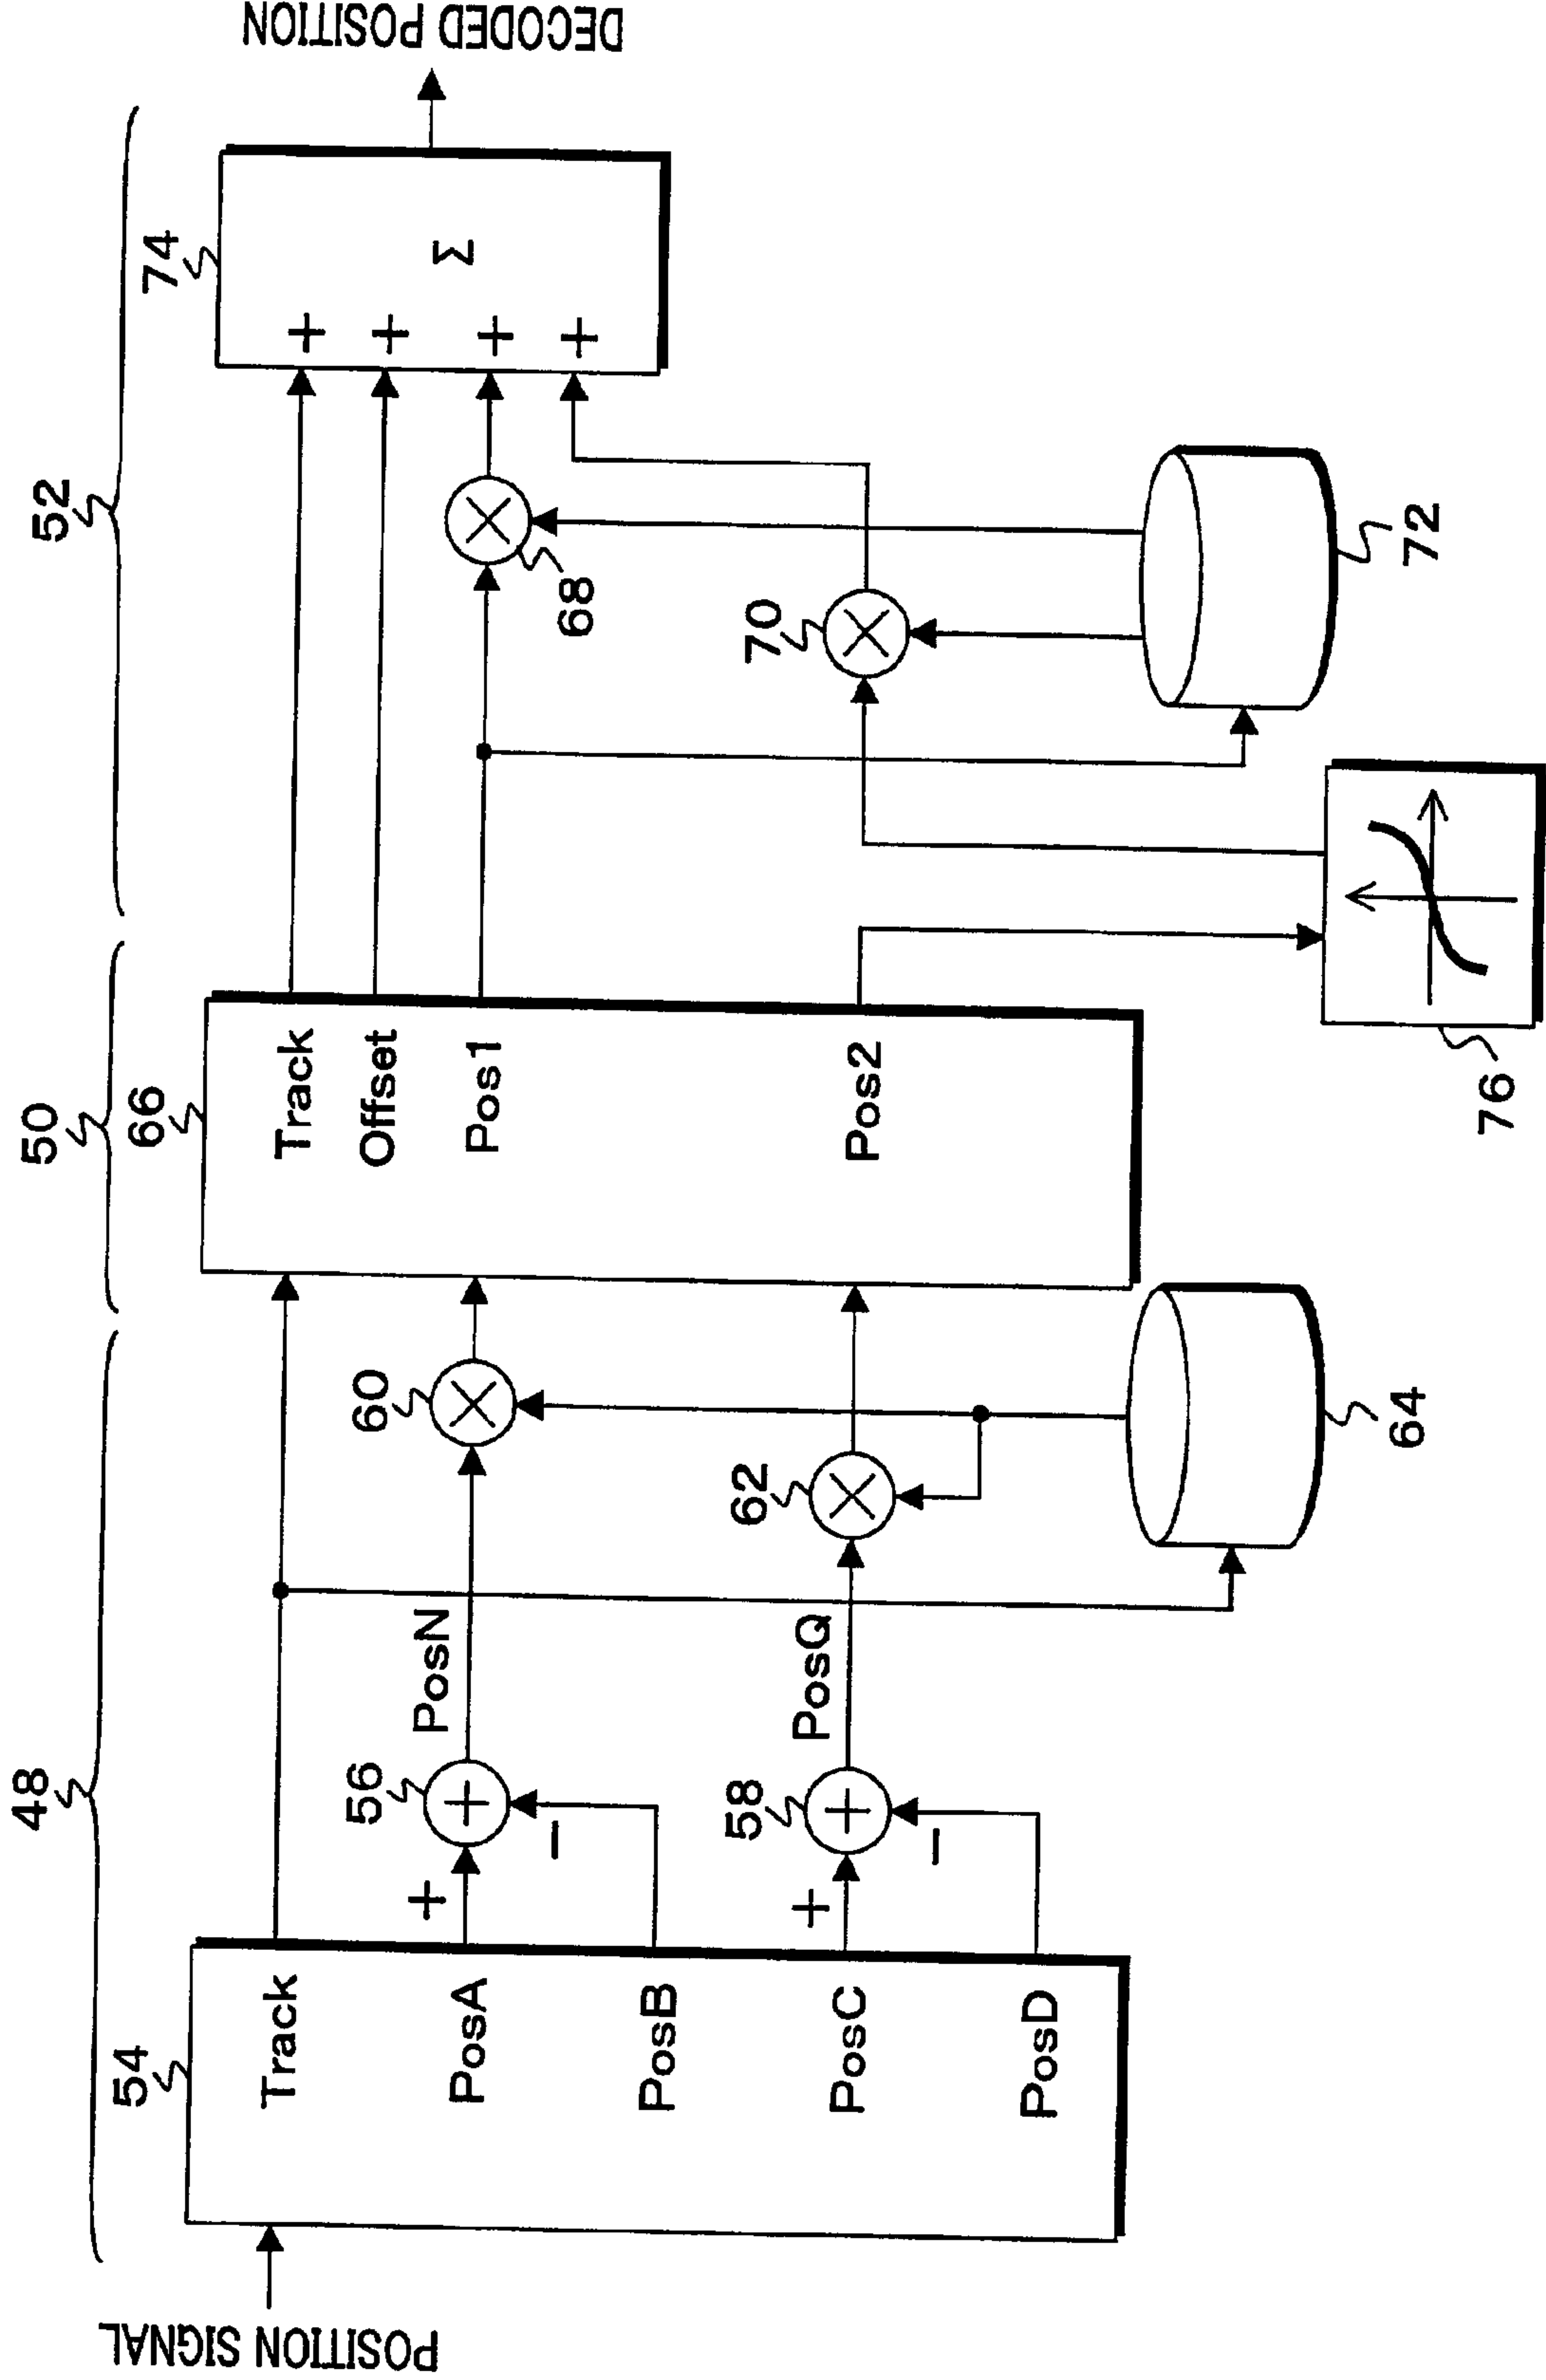 48
50
52
POSITION SIGNAL
54
Track
PosA
PosB
PosC
PosD
+
−
56
+
PosN
+
−
58
+
PosQ
60
62
64
66
Track
Offset
Pos1
Pos2
68
70
72
76
74
+
+
+
+
Σ
DECODED POSITION